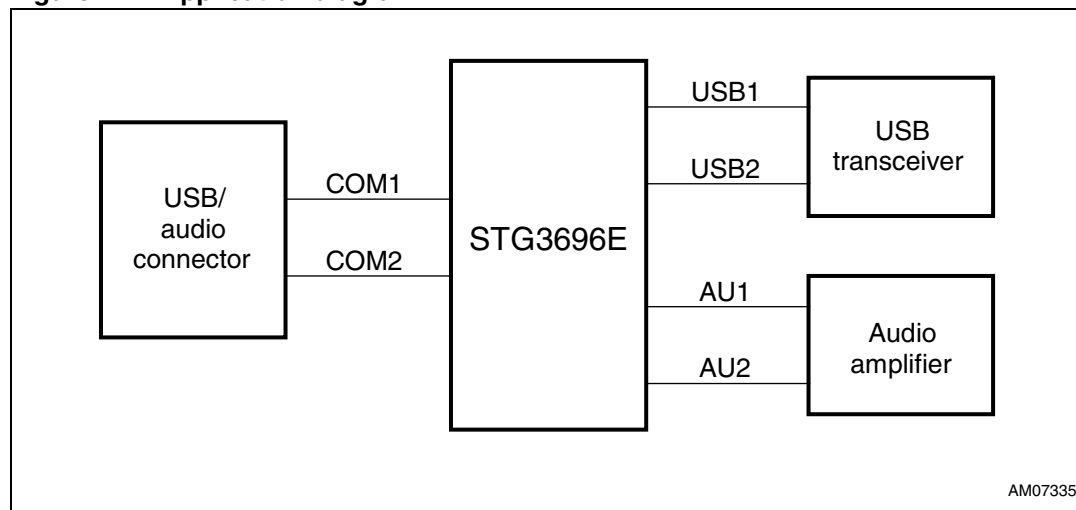 USB/
audio
connector
COM1
COM2
STG3696E
USB1
USB2
AU1
AU2
USB
transceiver
Audio
amplifier
AM07335